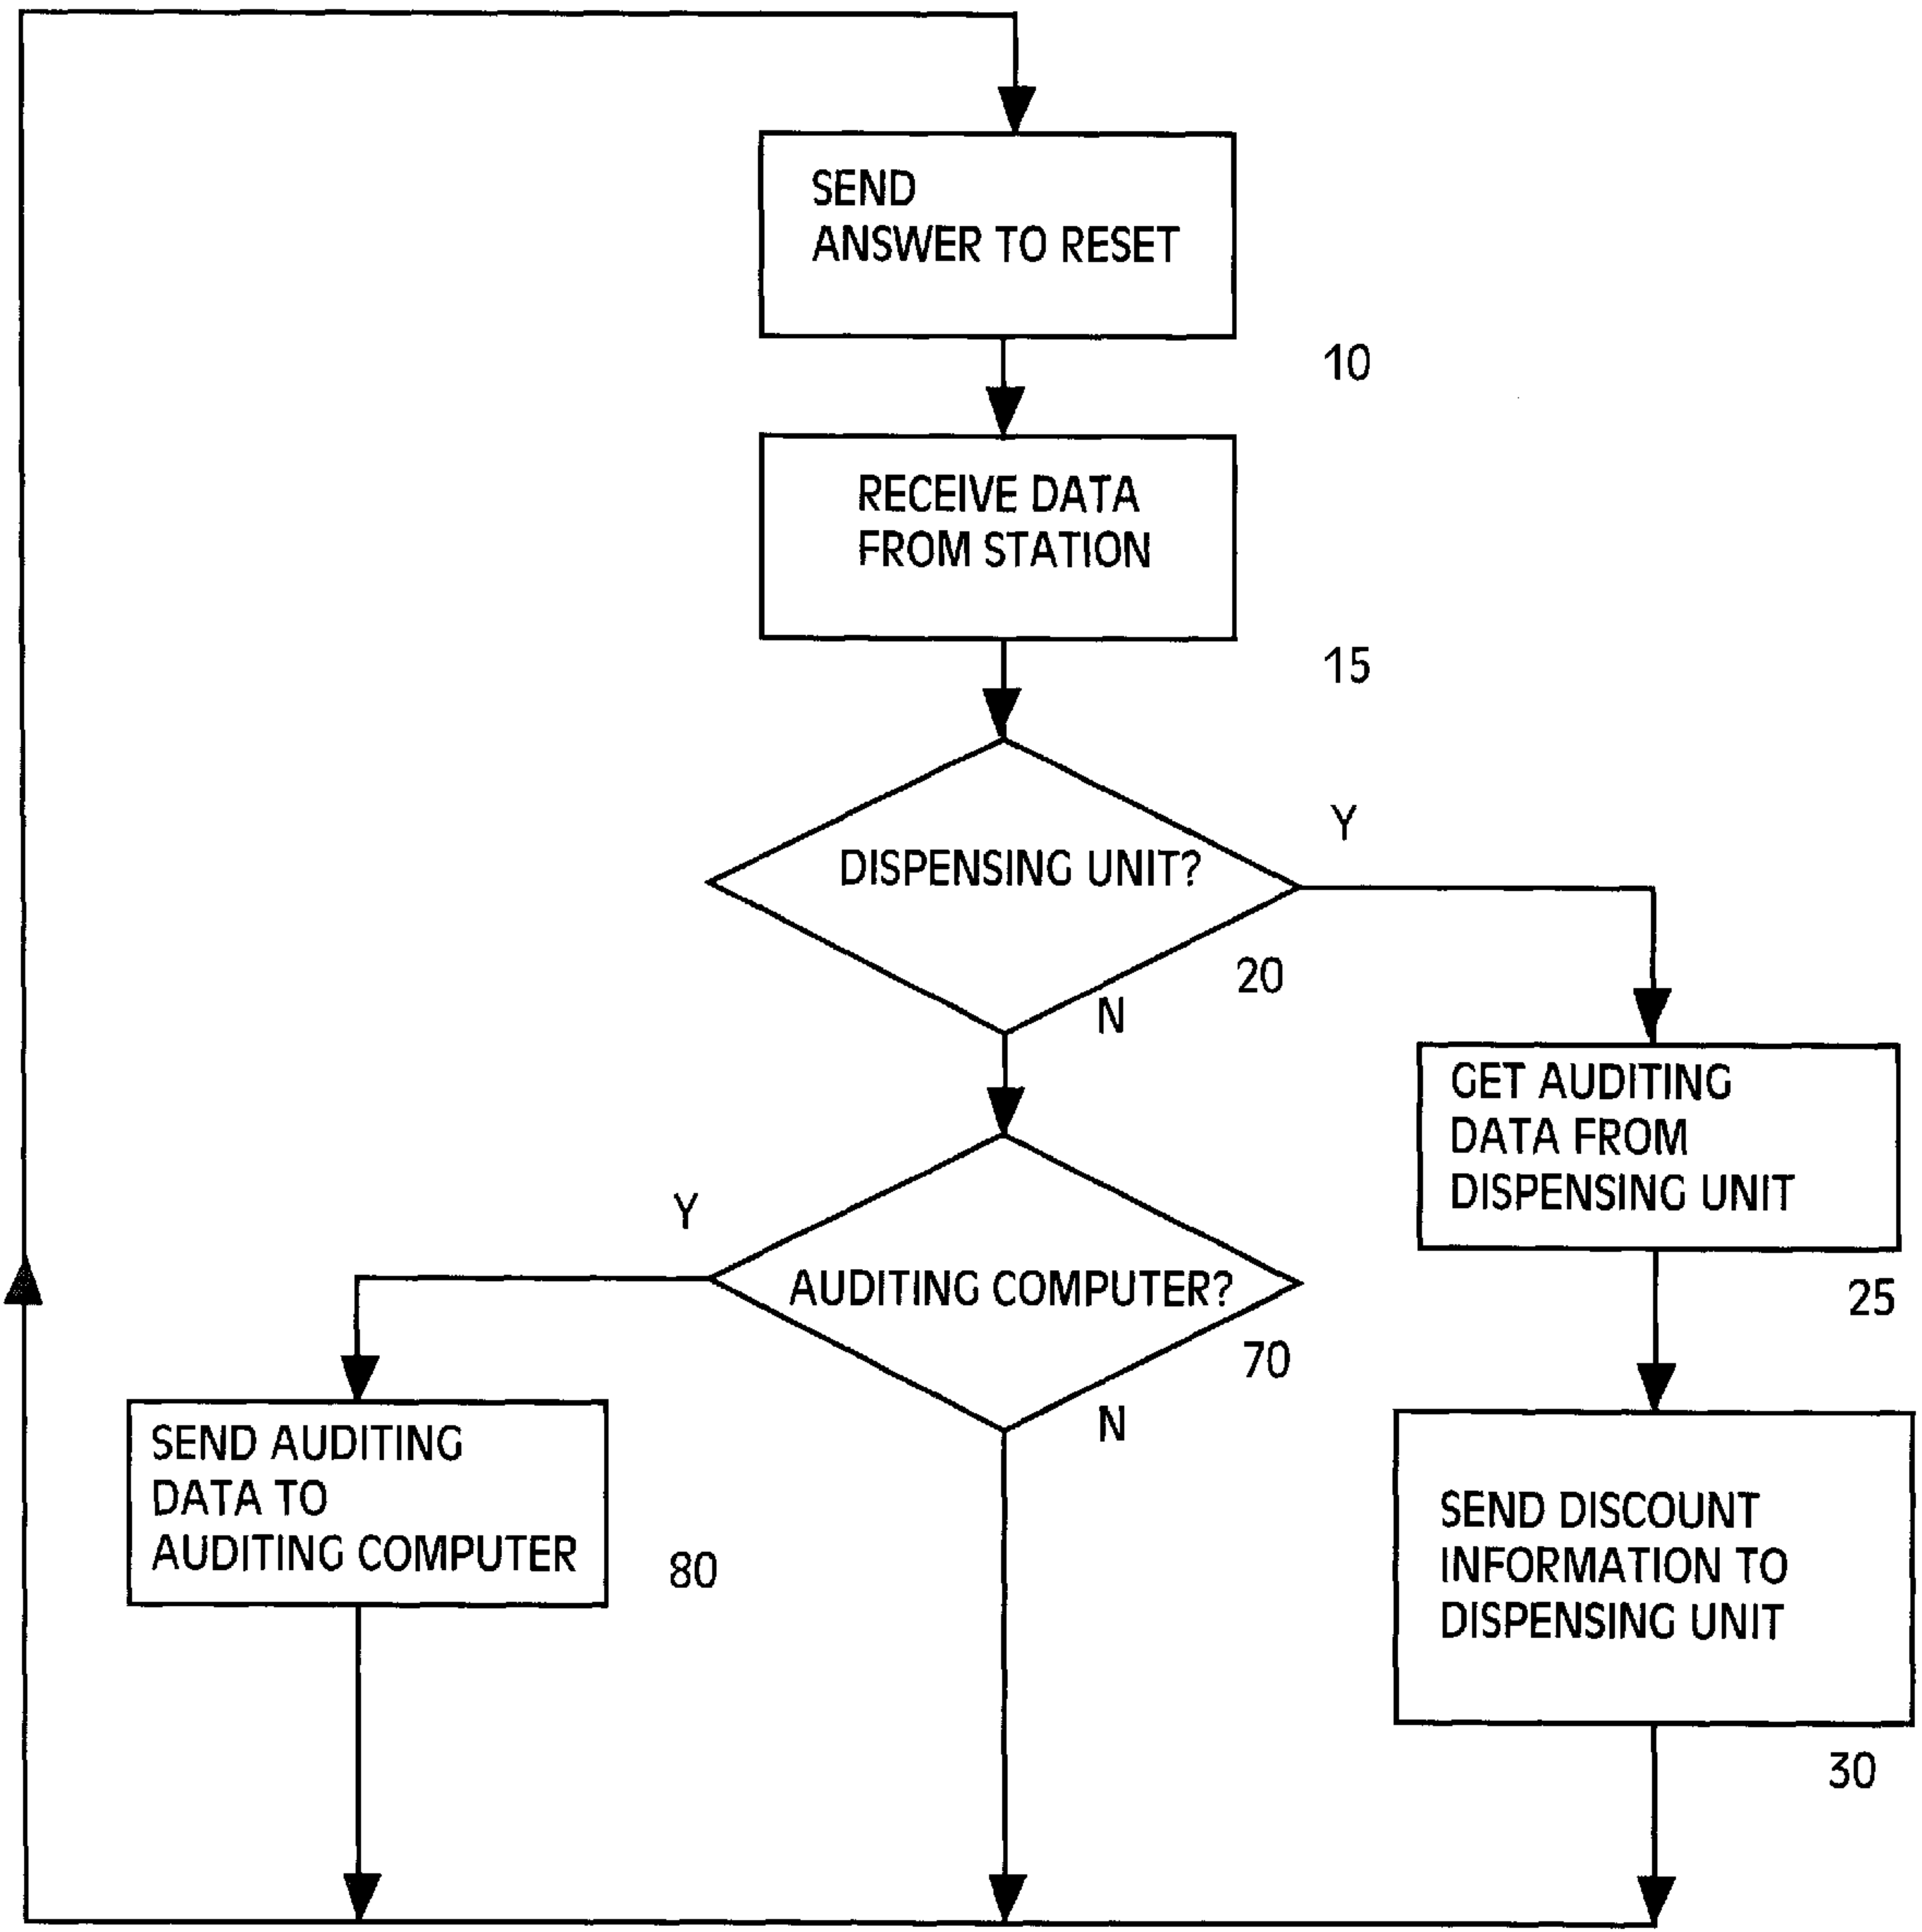 SEND
ANSWER TO RESET
10
RECEIVE DATA
FROM STATION
15
Y
DISPENSING UNIT?
20
N
GET AUDITING
DATA FROM
DISPENSING UNIT
25
Y
AUDITING COMPUTER?
70
N
SEND AUDITING
DATA TO
AUDITING COMPUTER
80
SEND DISCOUNT
INFORMATION TO
DISPENSING UNIT
30